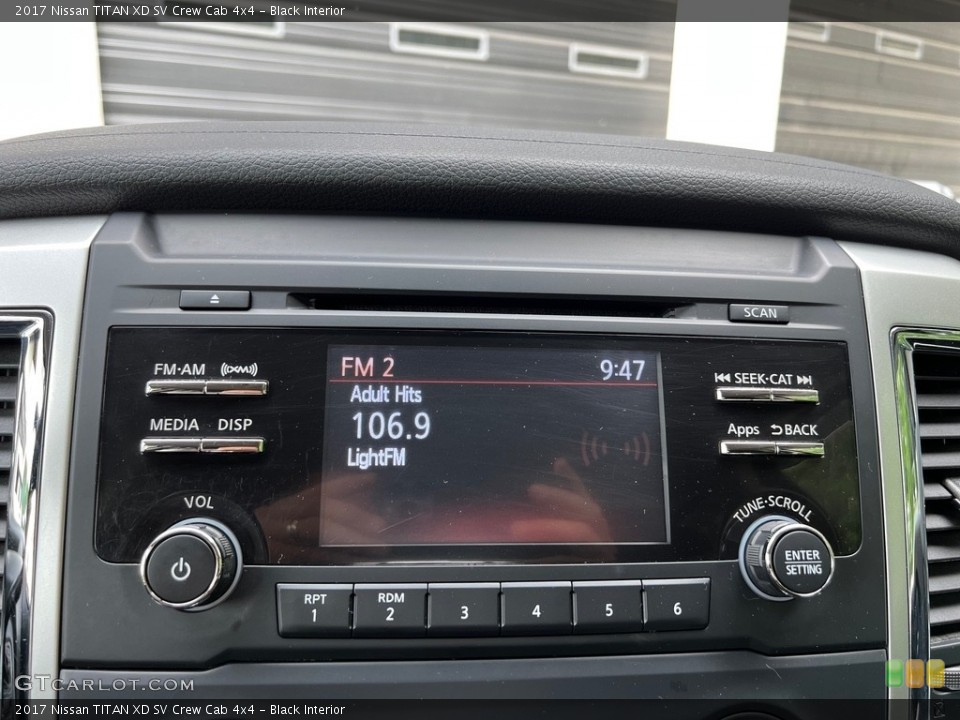 2017 Nissan TITAN XD SV Crew Cab 4x4 – Black Interior
SCAN
FM·AM ((XM))
MEDIA DISP
VOL
FM 2 9:47
Adult Hits
106.9
LightFM
SEEK·CAT
Apps BACK
TUNE·SCROLL
ENTER
SETTING
RPT
1
RDM
2
3
4
5
6
GTCARLOT.COM
2017 Nissan TITAN XD SV Crew Cab 4x4 – Black Interior